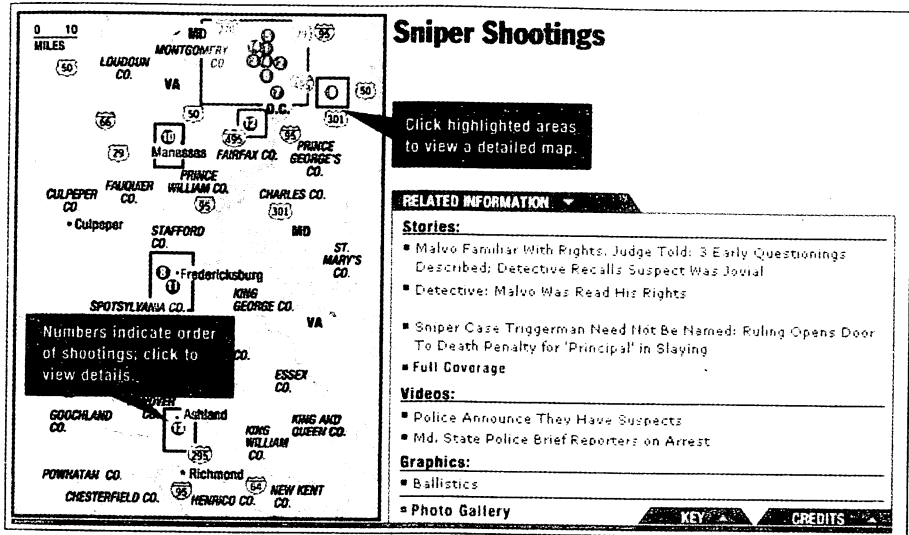 Sniper Shootings
0 10
MILES
MD
95
MONTGOMERY
CO
LOUDOUN
CO.
50
VA
50
D.C.
301
66
50
495
95
Manassas
FAIRFAX CO.
PRINCE
GEORGE'S
CO.
29
PRINCE
WILLIAM CO.
FAUQUIER
CO.
CULPEPER
CO
95
CHARLES CO.
301
Culpeper
STAFFORD
CO.
MD
ST.
MARY'S
CO.
8
Fredericksburg
11
KING
GEORGE CO.
SPOTSYLVANIA CO.
VA
Numbers indicate order
of shootings; click to
view details.
CO.
ESSEX
CO.
GOOCHLAND
CO.
Ashland
KING
WILLIAM
CO.
KING AND
QUEEN CO.
295
POWHATAN CO.
Richmond
CHESTERFIELD CO.
95
HENRICO CO.
64
NEW KENT
CO.
Click highlighted areas
to view a detailed map.
RELATED INFORMATION
Stories:
Malvo Familiar With Rights, Judge Told: 3 Early Questionings
Described; Detective Recalls Suspect Was Jovial
Detective: Malvo Was Read His Rights
Sniper Case Triggerman Need Not Be Named: Ruling Opens Door
To Death Penalty for 'Principal' in Slaying
Full Coverage
Videos:
Police Announce They Have Suspects
Md. State Police Brief Reporters on Arrest
Graphics:
Ballistics
Photo Gallery
KEY
CREDITS